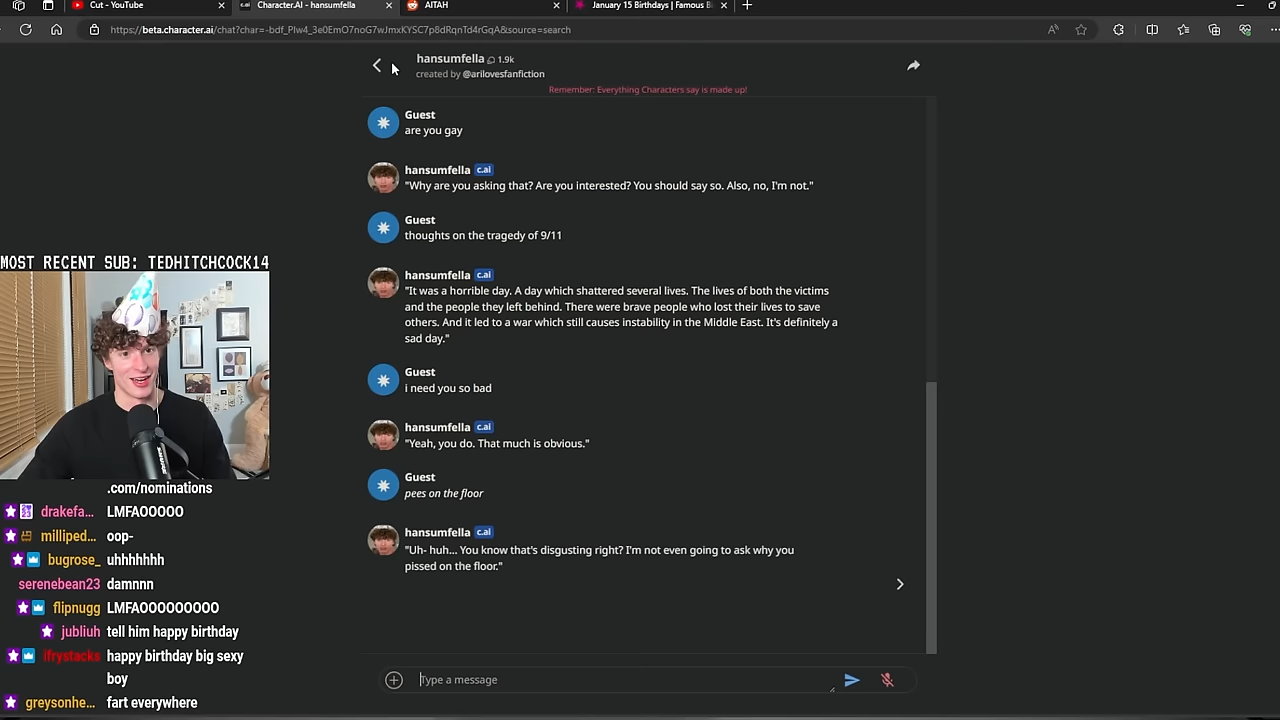 Cut - YouTube
Character.AI - hansumfella
AITAH
January 15 Birthdays | Famous Bi
https://beta.character.ai/chat?char=-bdf_Plw4_3e0EmO7noG7wJmxKYSC7p8dRqnTd4rGqA&source=search
hansumfella 1.9k
created by @arilovesfanfiction
Remember: Everything Characters say is made up!
Guest
are you gay
hansumfella c.ai
"Why are you asking that? Are you interested? You should say so. Also, no, I'm not."
Guest
thoughts on the tragedy of 9/11
hansumfella c.ai
"It was a horrible day. A day which shattered several lives. The lives of both the victims
and the people they left behind. There were brave people who lost their lives to save
others. And it led to a war which still causes instability in the Middle East. It's definitely a
sad day."
Guest
i need you so bad
hansumfella c.ai
"Yeah, you do. That much is obvious."
Guest
pees on the floor
hansumfella c.ai
"Uh- huh... You know that's disgusting right? I'm not even going to ask why you
pissed on the floor."
Type a message
MOST RECENT SUB: TEDHITCHCOCK14
.com/nominations
drakefa... LMFAOOOOO
milliped... oop-
bugrose_ uhhhhhhh
serenebean23 damnnn
flipnugg LMFAOOOOOOOOO
jubliuh tell him happy birthday
lfrystacks happy birthday big sexy
boy
greysonhe... fart everywhere